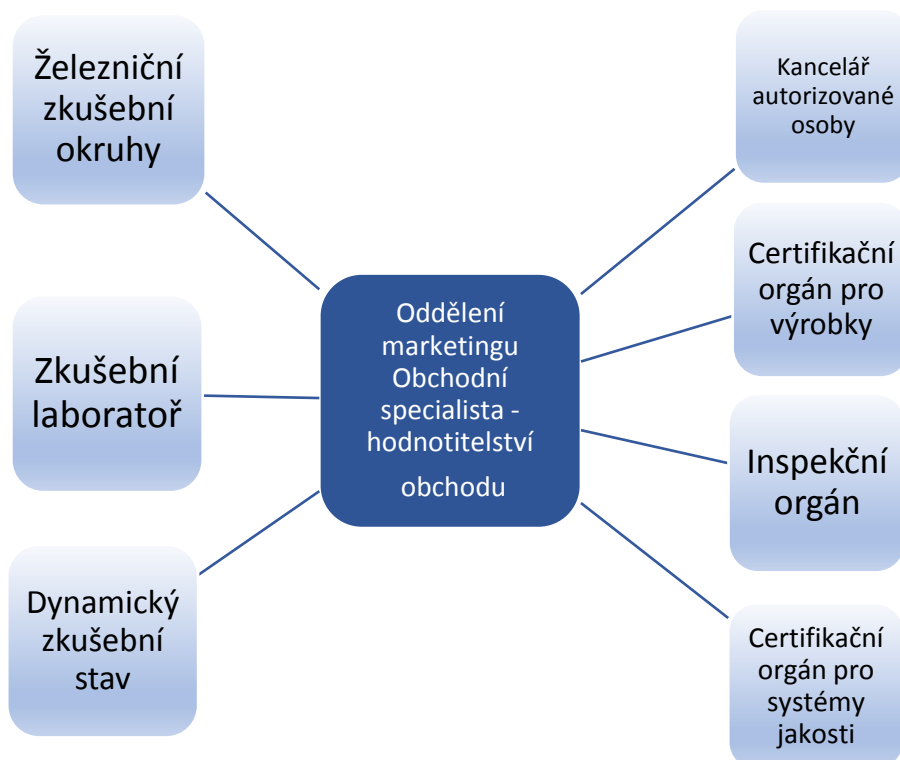 Železniční
zkušební
okruhy
Zkušební
laboratoř
Dynamický
zkušební
stav
Oddělení
marketingu
Obchodní
specialista -
hodnotitelství
obchodu
Kancelář
autorizované
osoby
Certifikační
orgán pro
výrobky
Inspekční
orgán
Certifikační
orgán pro
systémy
jakosti